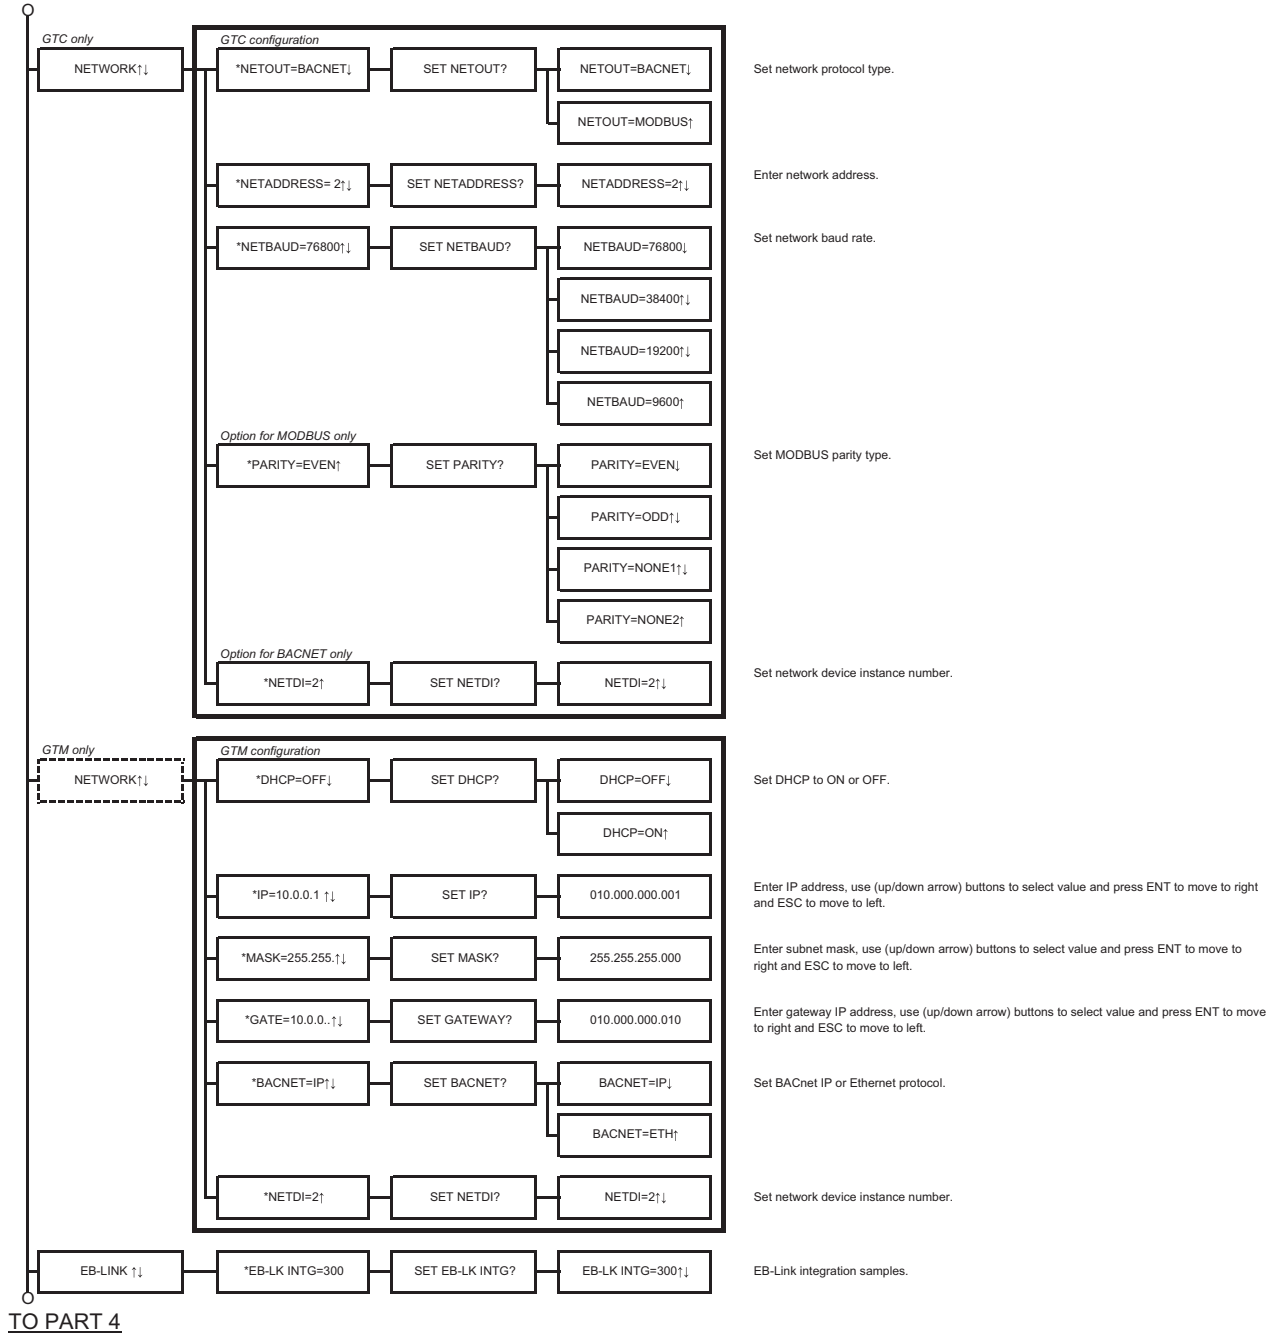 GTC only
GTC configuration
NETWORK↑↓
*NETOUT=BACNET↓
SET NETOUT?
NETOUT=BACNET↓
Set network protocol type.
NETOUT=MODBUS↑
*NETADDRESS= 2↑↓
SET NETADDRESS?
NETADDRESS=2↑↓
Enter network address.
*NETBAUD=76800↑↓
SET NETBAUD?
NETBAUD=76800↓
Set network baud rate.
NETBAUD=38400↑↓
NETBAUD=19200↑↓
NETBAUD=9600↑
Option for MODBUS only
*PARITY=EVEN↑
SET PARITY?
PARITY=EVEN↓
Set MODBUS parity type.
PARITY=ODD↑↓
PARITY=NONE1↑↓
PARITY=NONE2↑
Option for BACNET only
*NETDI=2↑
SET NETDI?
NETDI=2↑↓
Set network device instance number.
GTM only
GTM configuration
NETWORK↑↓
*DHCP=OFF↓
SET DHCP?
DHCP=OFF↓
Set DHCP to ON or OFF.
DHCP=ON↑
*IP=10.0.0.1 ↑↓
SET IP?
010.000.000.001
Enter IP address, use (up/down arrow) buttons to select value and press ENT to move to right
and ESC to move to left.
*MASK=255.255.↑↓
SET MASK?
255.255.255.000
Enter subnet mask, use (up/down arrow) buttons to select value and press ENT to move to
right and ESC to move to left.
*GATE=10.0.0..↑↓
SET GATEWAY?
010.000.000.010
Enter gateway IP address, use (up/down arrow) buttons to select value and press ENT to move
to right and ESC to move to left.
*BACNET=IP↑↓
SET BACNET?
BACNET=IP↓
Set BACnet IP or Ethernet protocol.
BACNET=ETH↑
*NETDI=2↑
SET NETDI?
NETDI=2↑↓
Set network device instance number.
EB-LINK ↑↓
*EB-LK INTG=300
SET EB-LK INTG?
EB-LK INTG=300↑↓
EB-Link integration samples.
TO PART 4